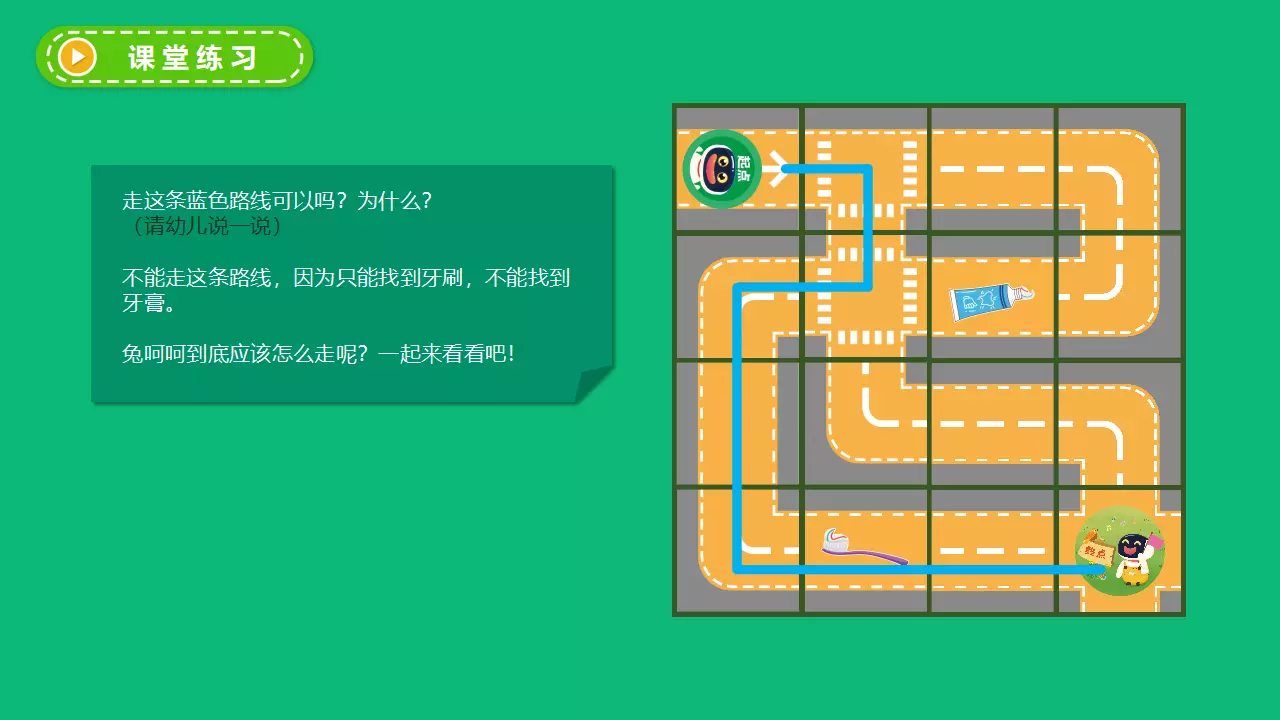 课堂练习
走这条蓝色路线可以吗？为什么？
（请幼儿说一说）
不能走这条路线，因为只能找到牙刷，不能找到
牙膏。
兔呵呵到底应该怎么走呢？一起来看看吧！
起点
终点